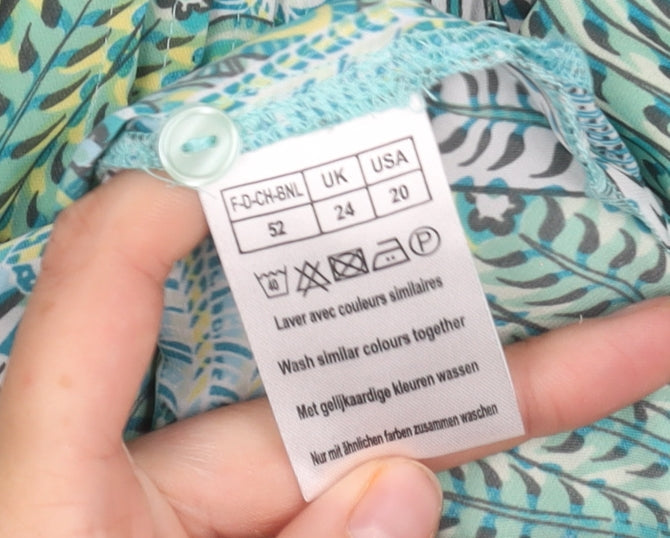 F-D-CH-BNL UK USA
52 24 20
40 P
Laver avec couleurs similaires
Wash similar colours together
Met gelijkaardige kleuren wassen
Nur mit ähnlichen farben zusammen waschen